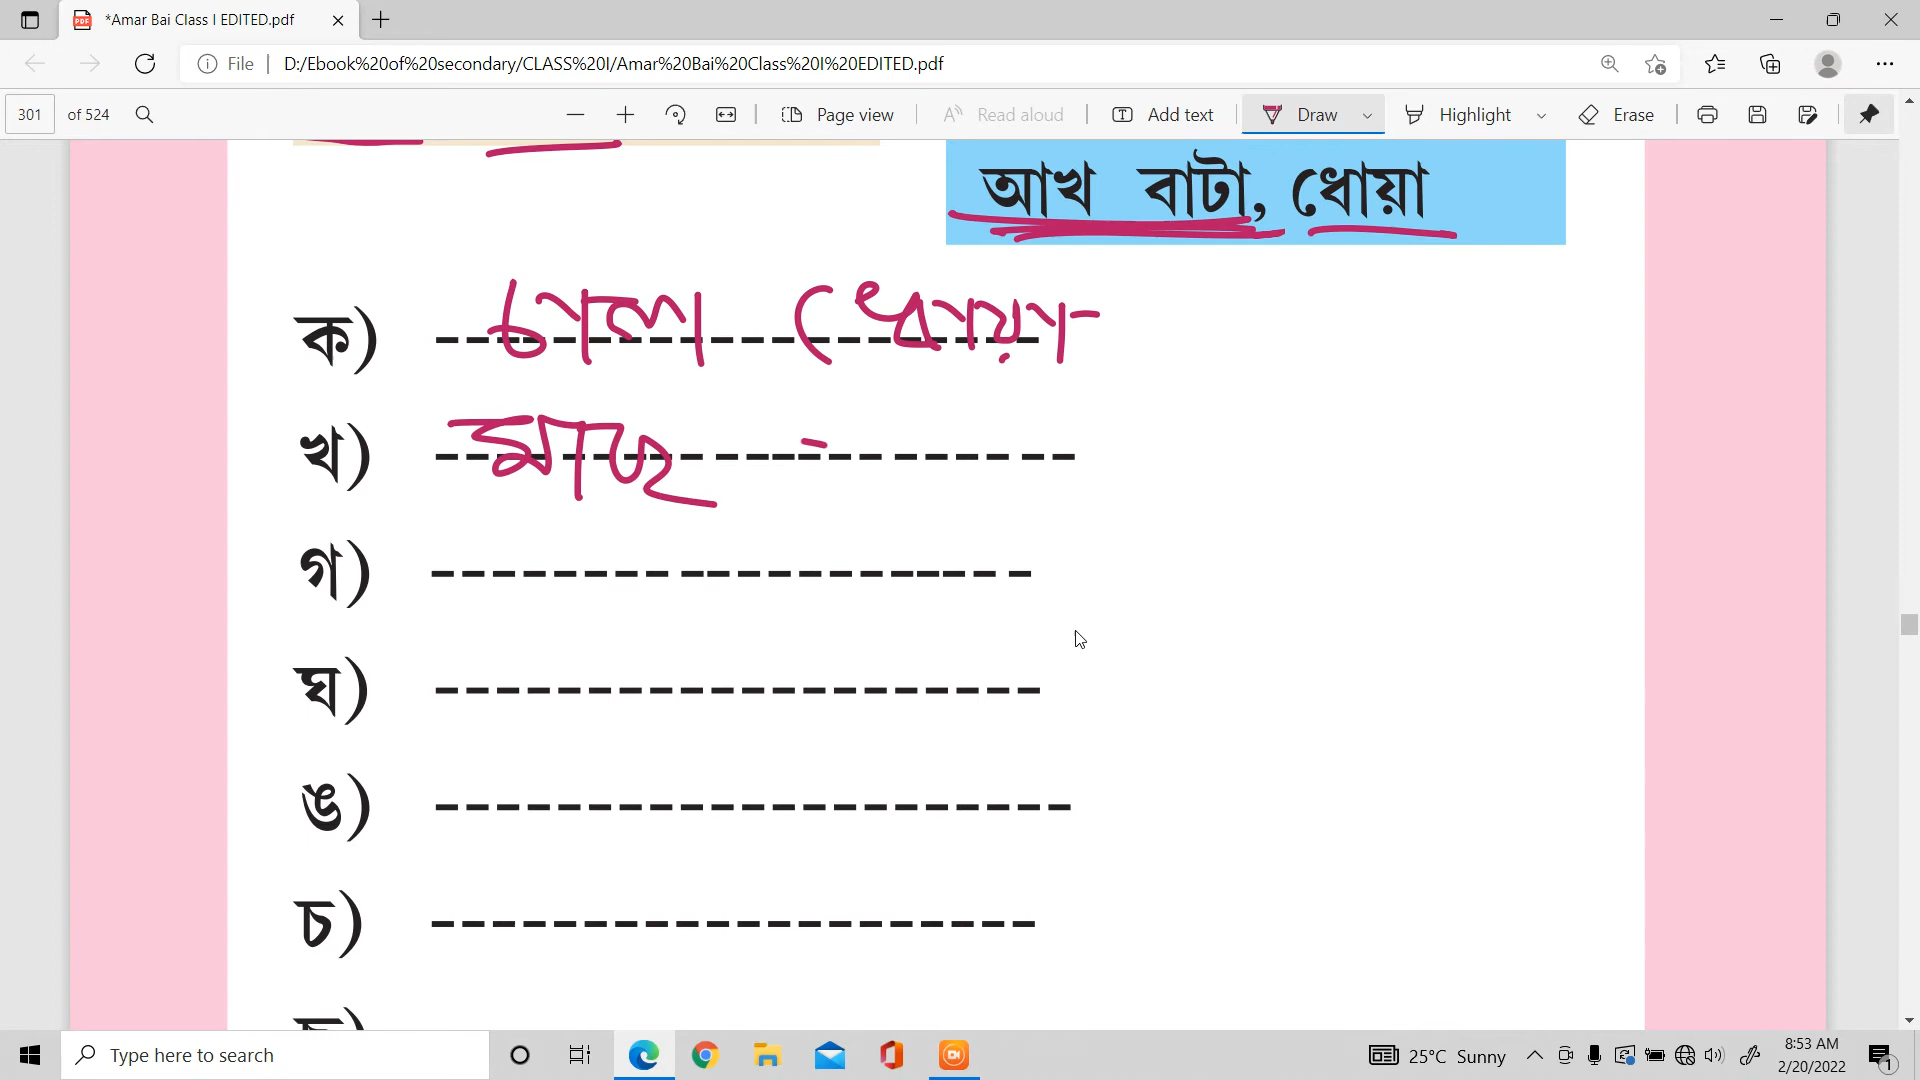 *Amar Bai Class I EDITED.pdf
File D:/Ebook%20of%20secondary/CLASS%20I/Amar%20Bai%20Class%20I%20EDITED.pdf
301 of 524 Page view Read aloud Add text Draw Highlight Erase
আখ বাটা, ধোয়া
ক) ধোয়া
খ) মাছ
গ)
ঘ)
ঙ)
চ)
Type here to search 25°C Sunny 8:53 AM
2/20/2022 1